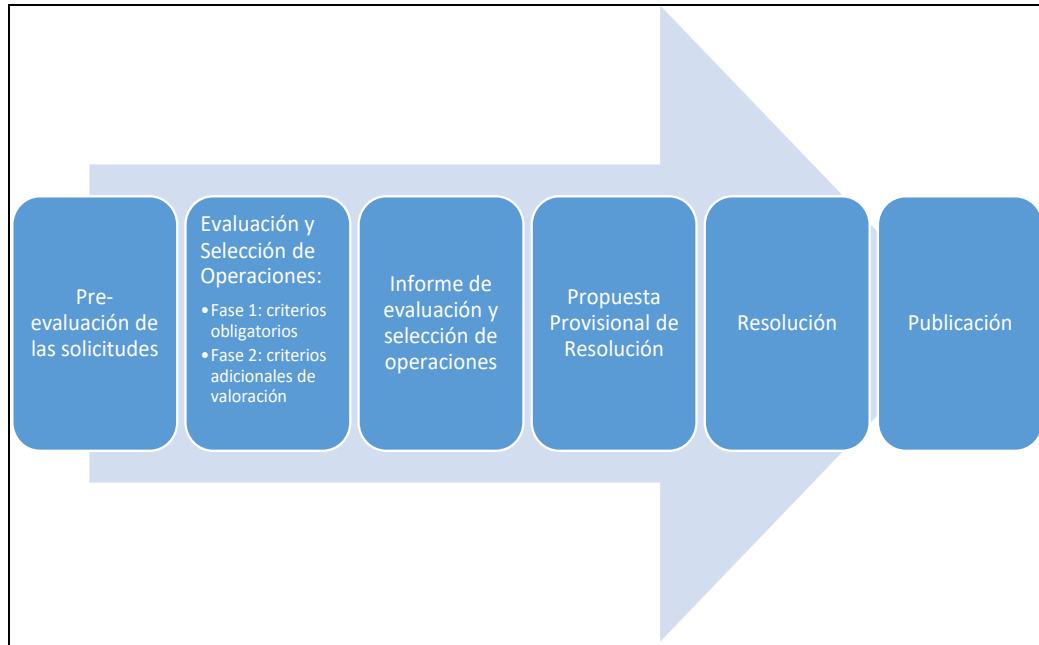 Pre-
evaluación de
las solicitudes
Evaluación y
Selección de
Operaciones:
•Fase 1: criterios
obligatorios
•Fase 2: criterios
adicionales de
valoración
Informe de
evaluación y
selección de
operaciones
Propuesta
Provisional de
Resolución
Resolución
Publicación